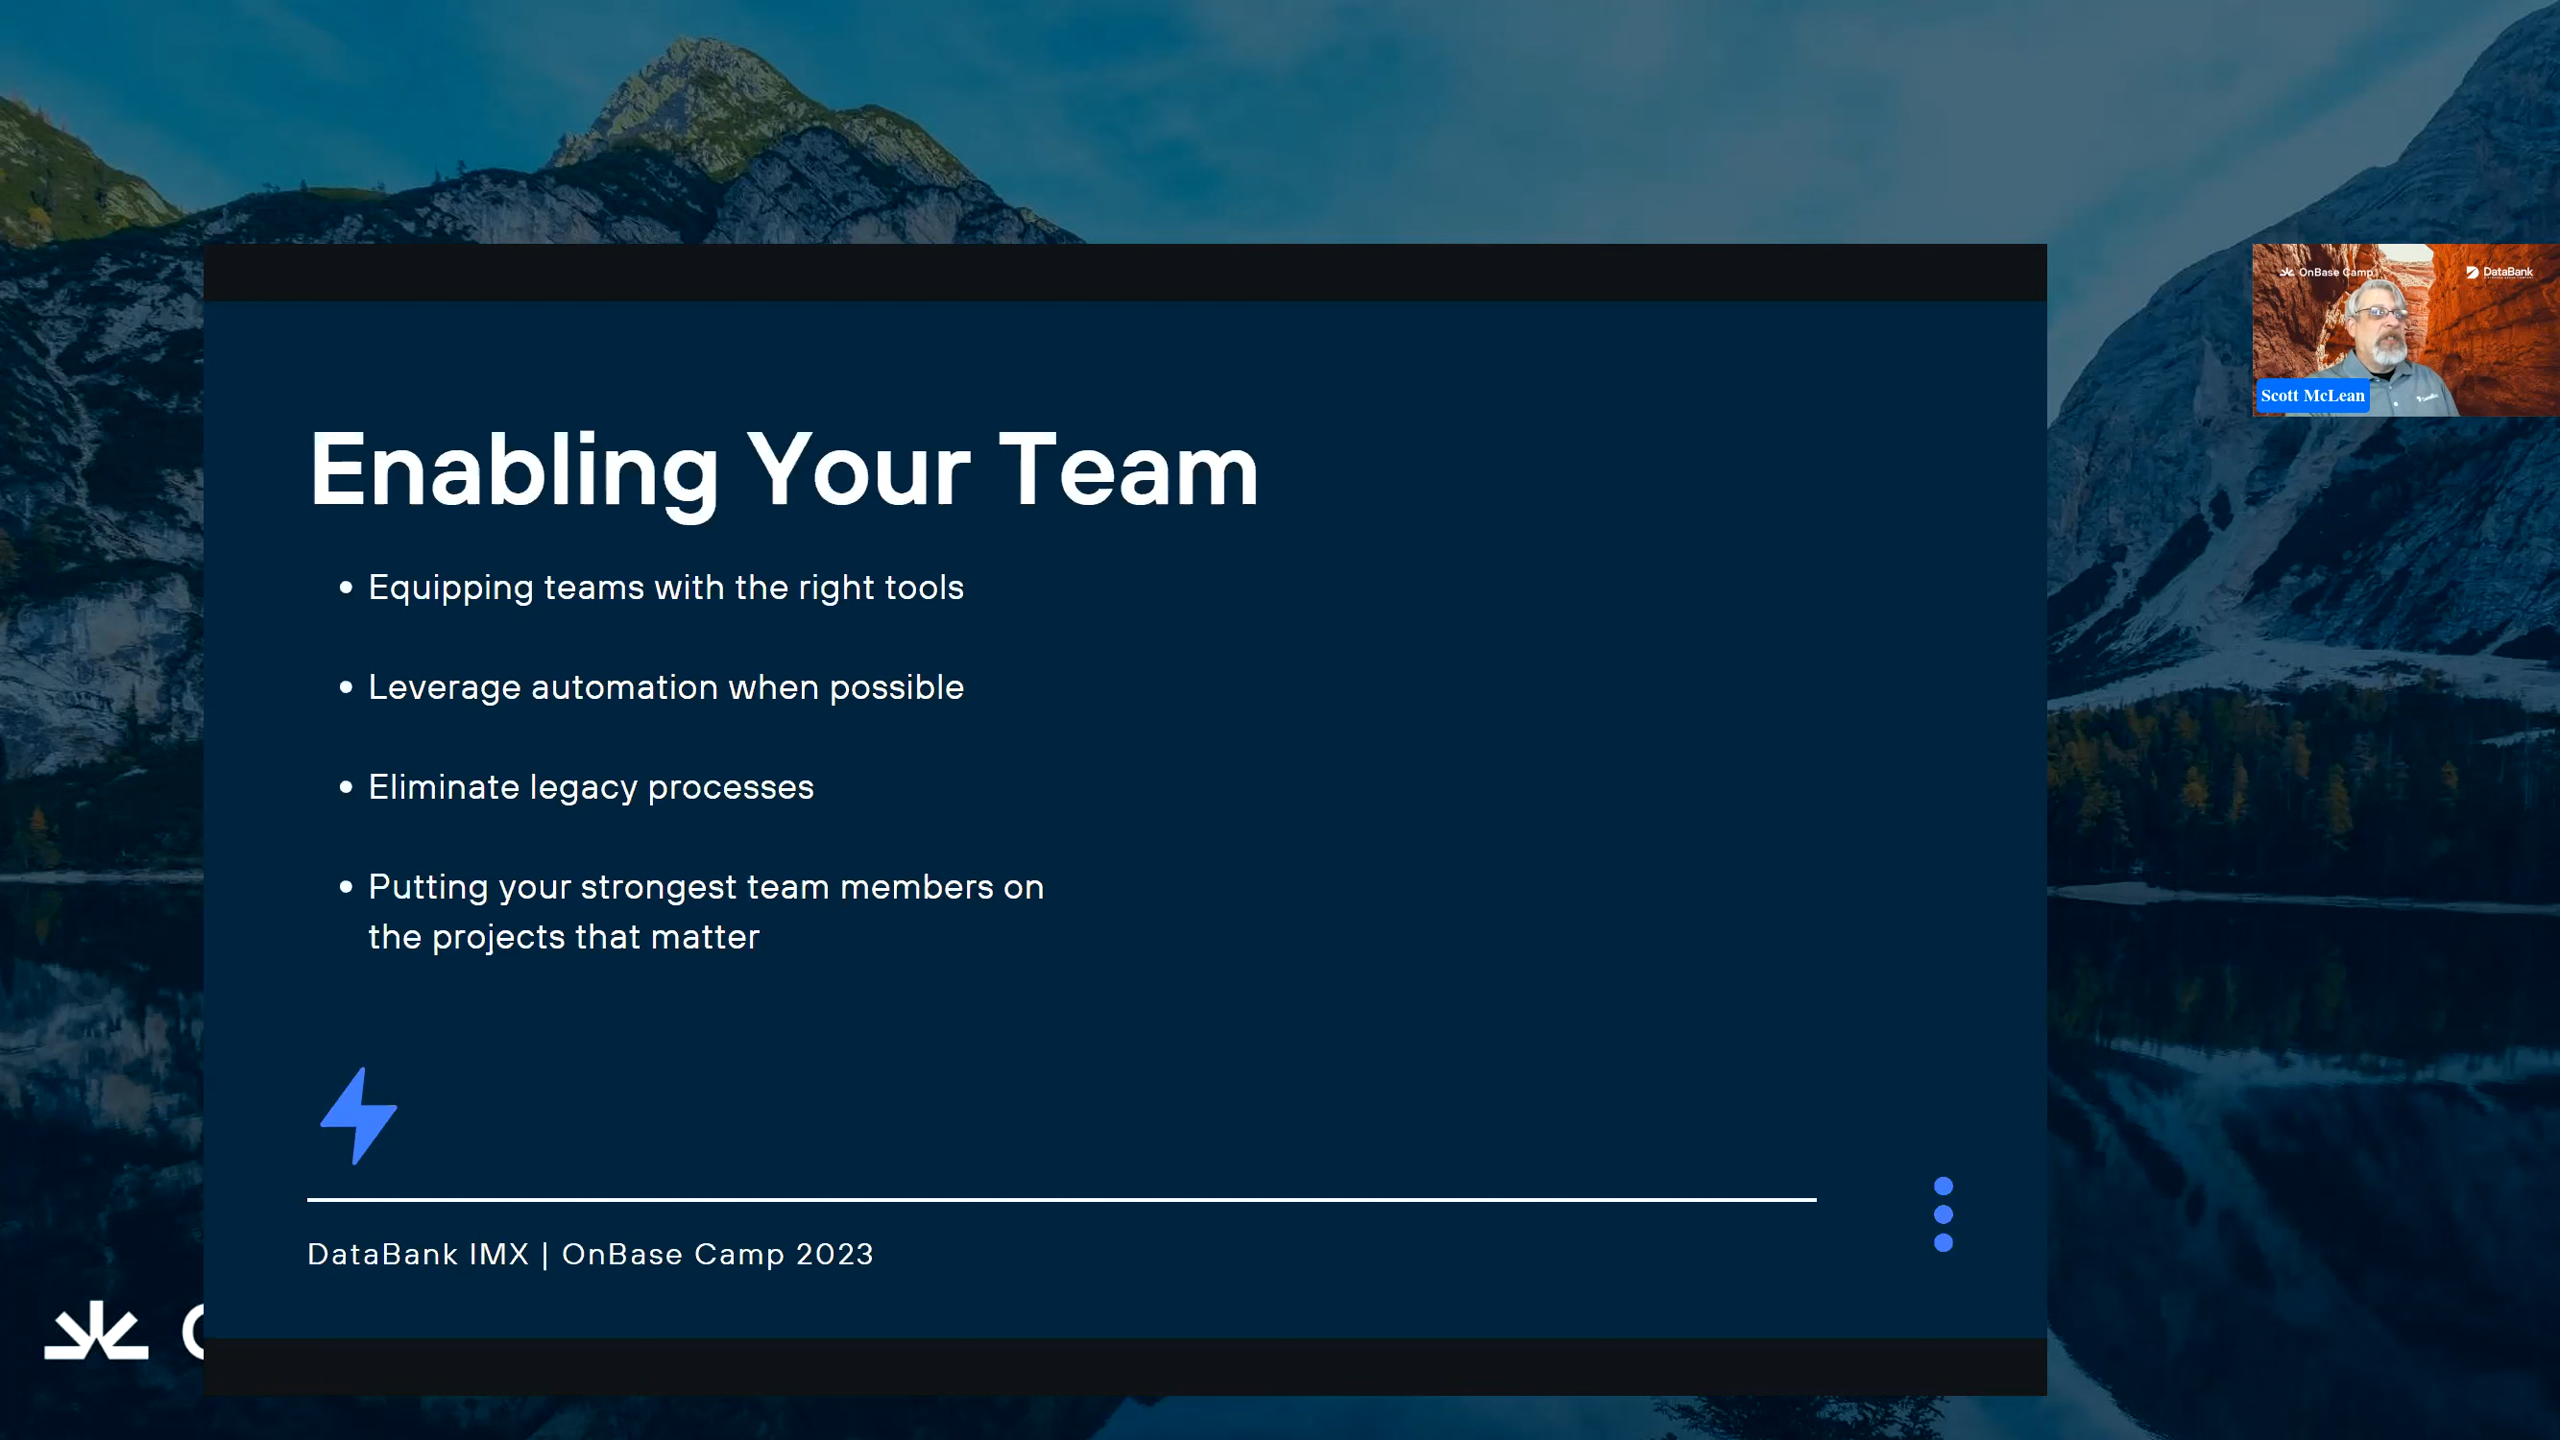 OnBase Camp
DataBank
Scott McLean
Enabling Your Team
• Equipping teams with the right tools
• Leverage automation when possible
• Eliminate legacy processes
• Putting your strongest team members on
the projects that matter
DataBank IMX | OnBase Camp 2023